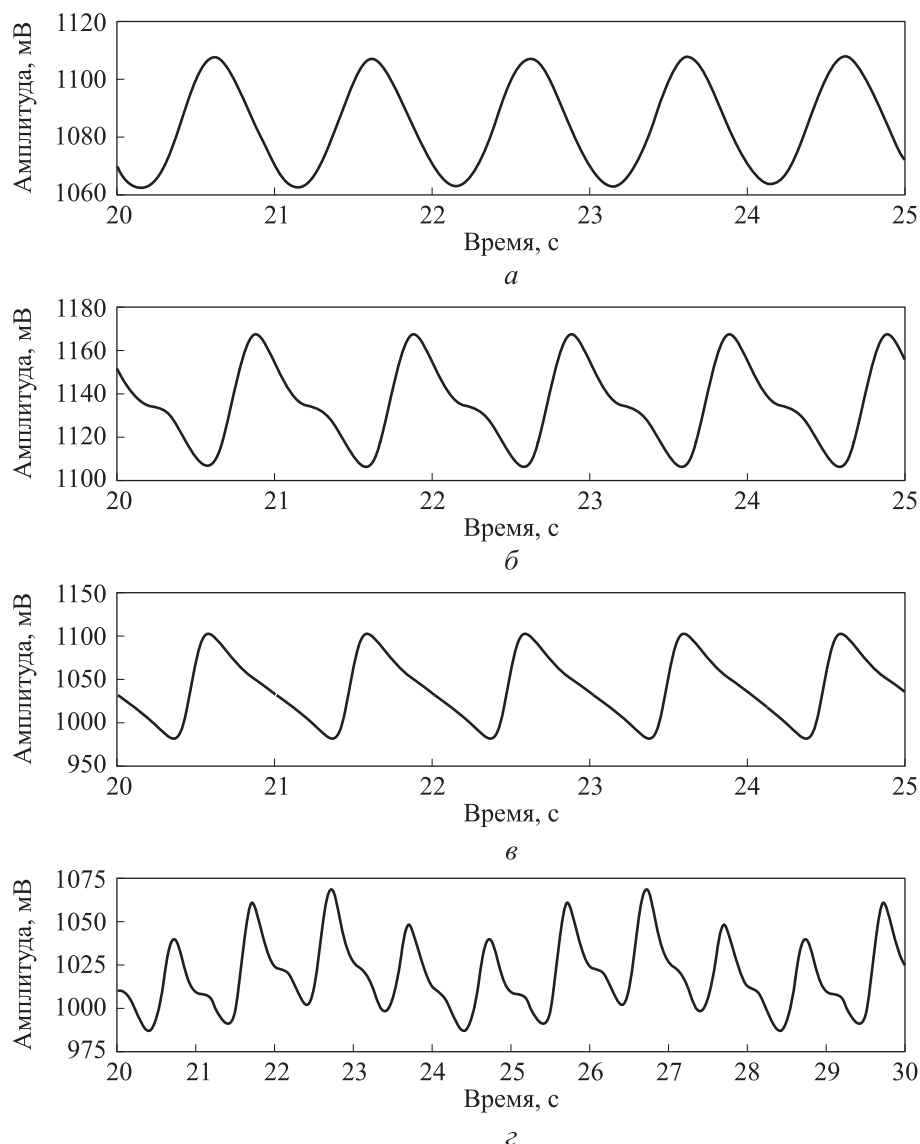 Амплитуда, мВ
1120
1100
1080
1060
20 21 22 23 24 25
Время, с
а
Амплитуда, мВ
1180
1160
1140
1120
1100
20 21 22 23 24 25
Время, с
б
Амплитуда, мВ
1150
1100
1050
1000
950
20 21 22 23 24 25
Время, с
в
Амплитуда, мВ
1075
1050
1025
1000
975
20 21 22 23 24 25 26 27 28 29 30
Время, с
г